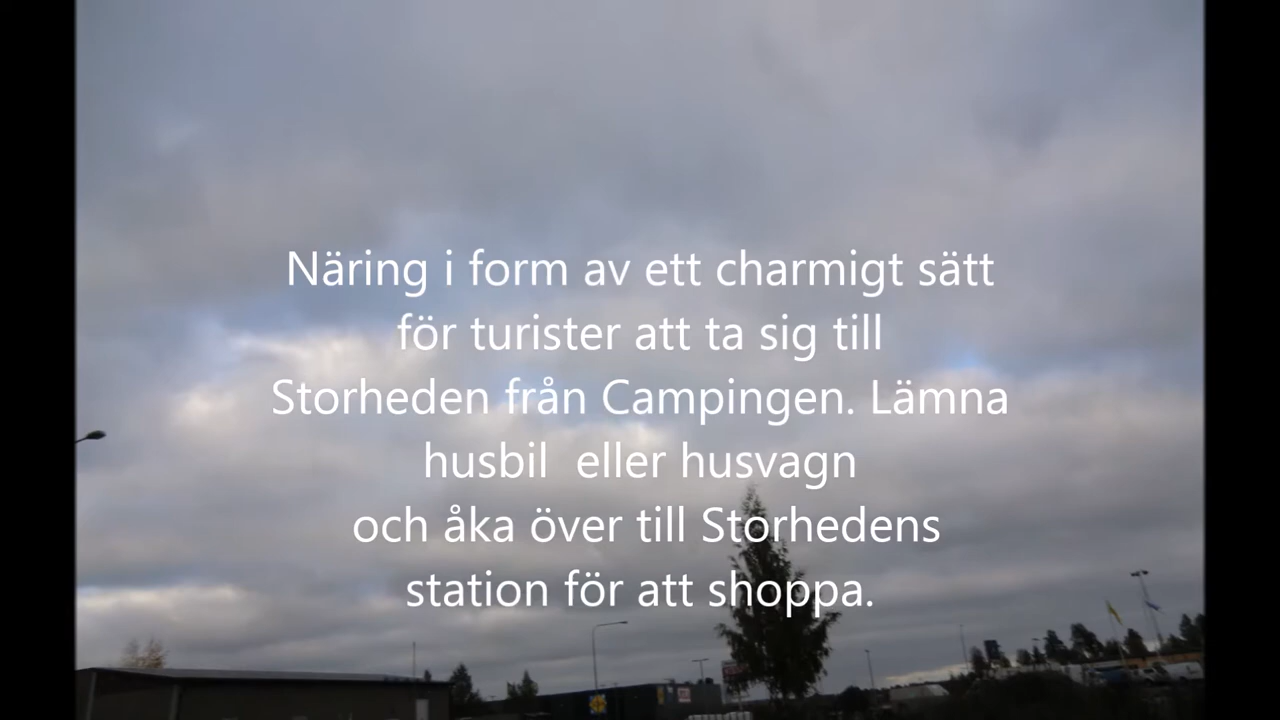 Näring i form av ett charmigt sätt
för turister att ta sig till
Storheden från Campingen. Lämna
husbil  eller husvagn
och åka över till Storhedens
station för att shoppa.